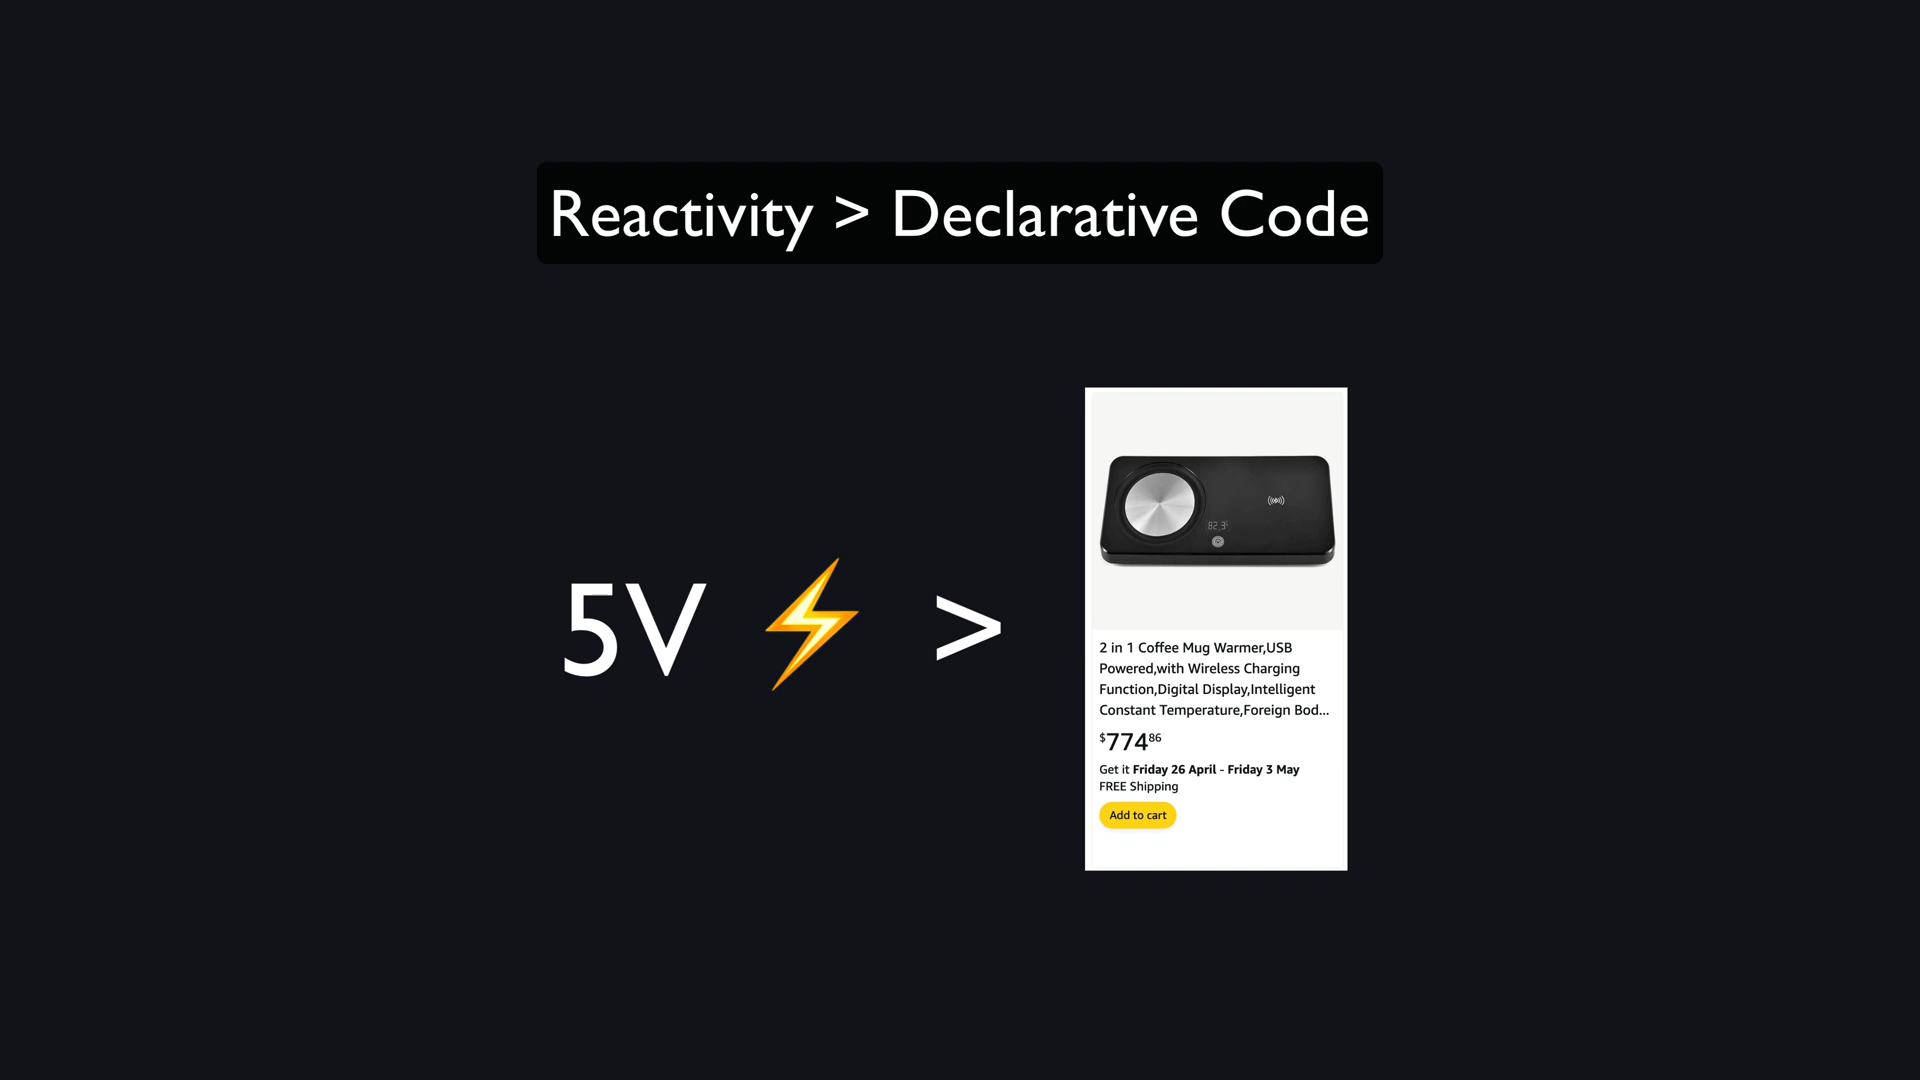 Reactivity > Declarative Code
5V ⚡ >
82.3°
2 in 1 Coffee Mug Warmer,USB
Powered,with Wireless Charging
Function,Digital Display,Intelligent
Constant Temperature,Foreign Bod...
$774⁸⁶
Get it Friday 26 April - Friday 3 May
FREE Shipping
Add to cart